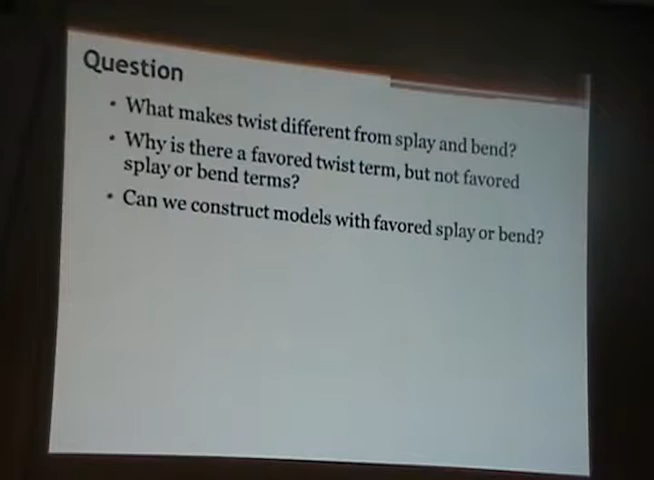 Question
• What makes twist different from splay and bend?
• Why is there a favored twist term, but not favored
splay or bend terms?
• Can we construct models with favored splay or bend?